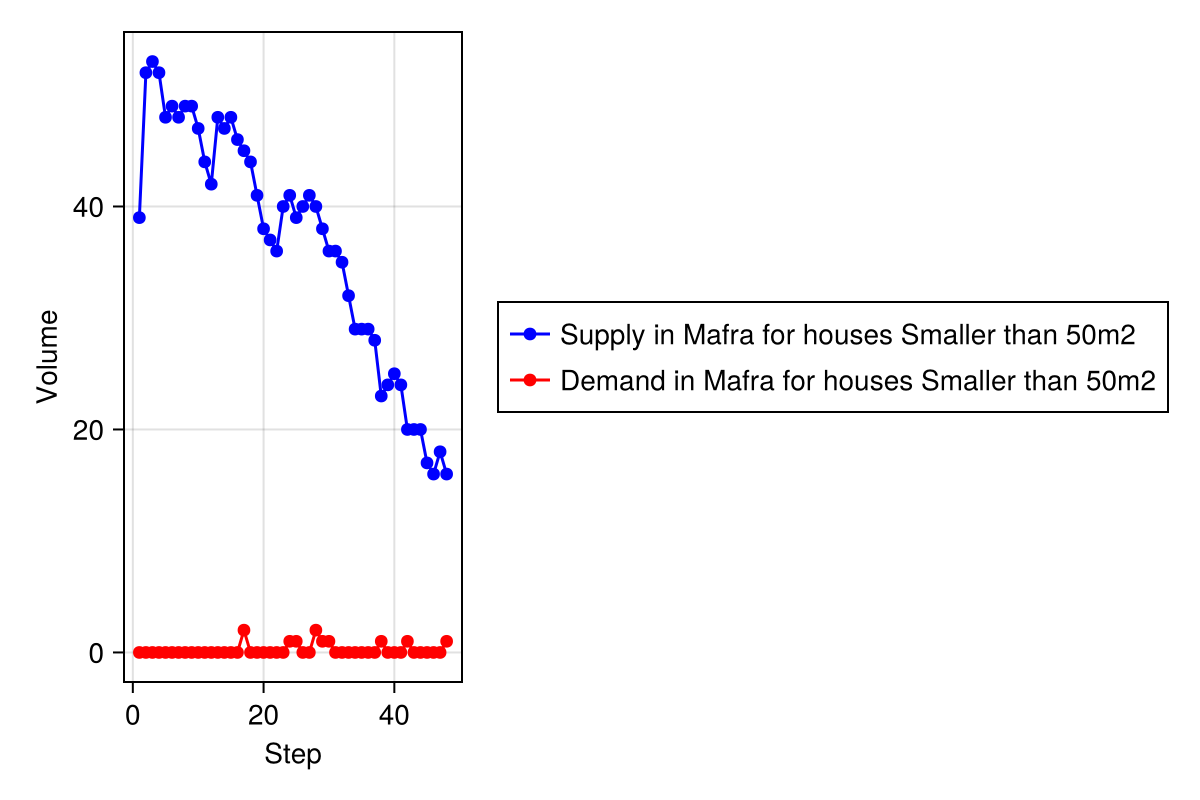 40
20
0
Volume
0 20 40
Step
Supply in Mafra for houses Smaller than 50m2
Demand in Mafra for houses Smaller than 50m2